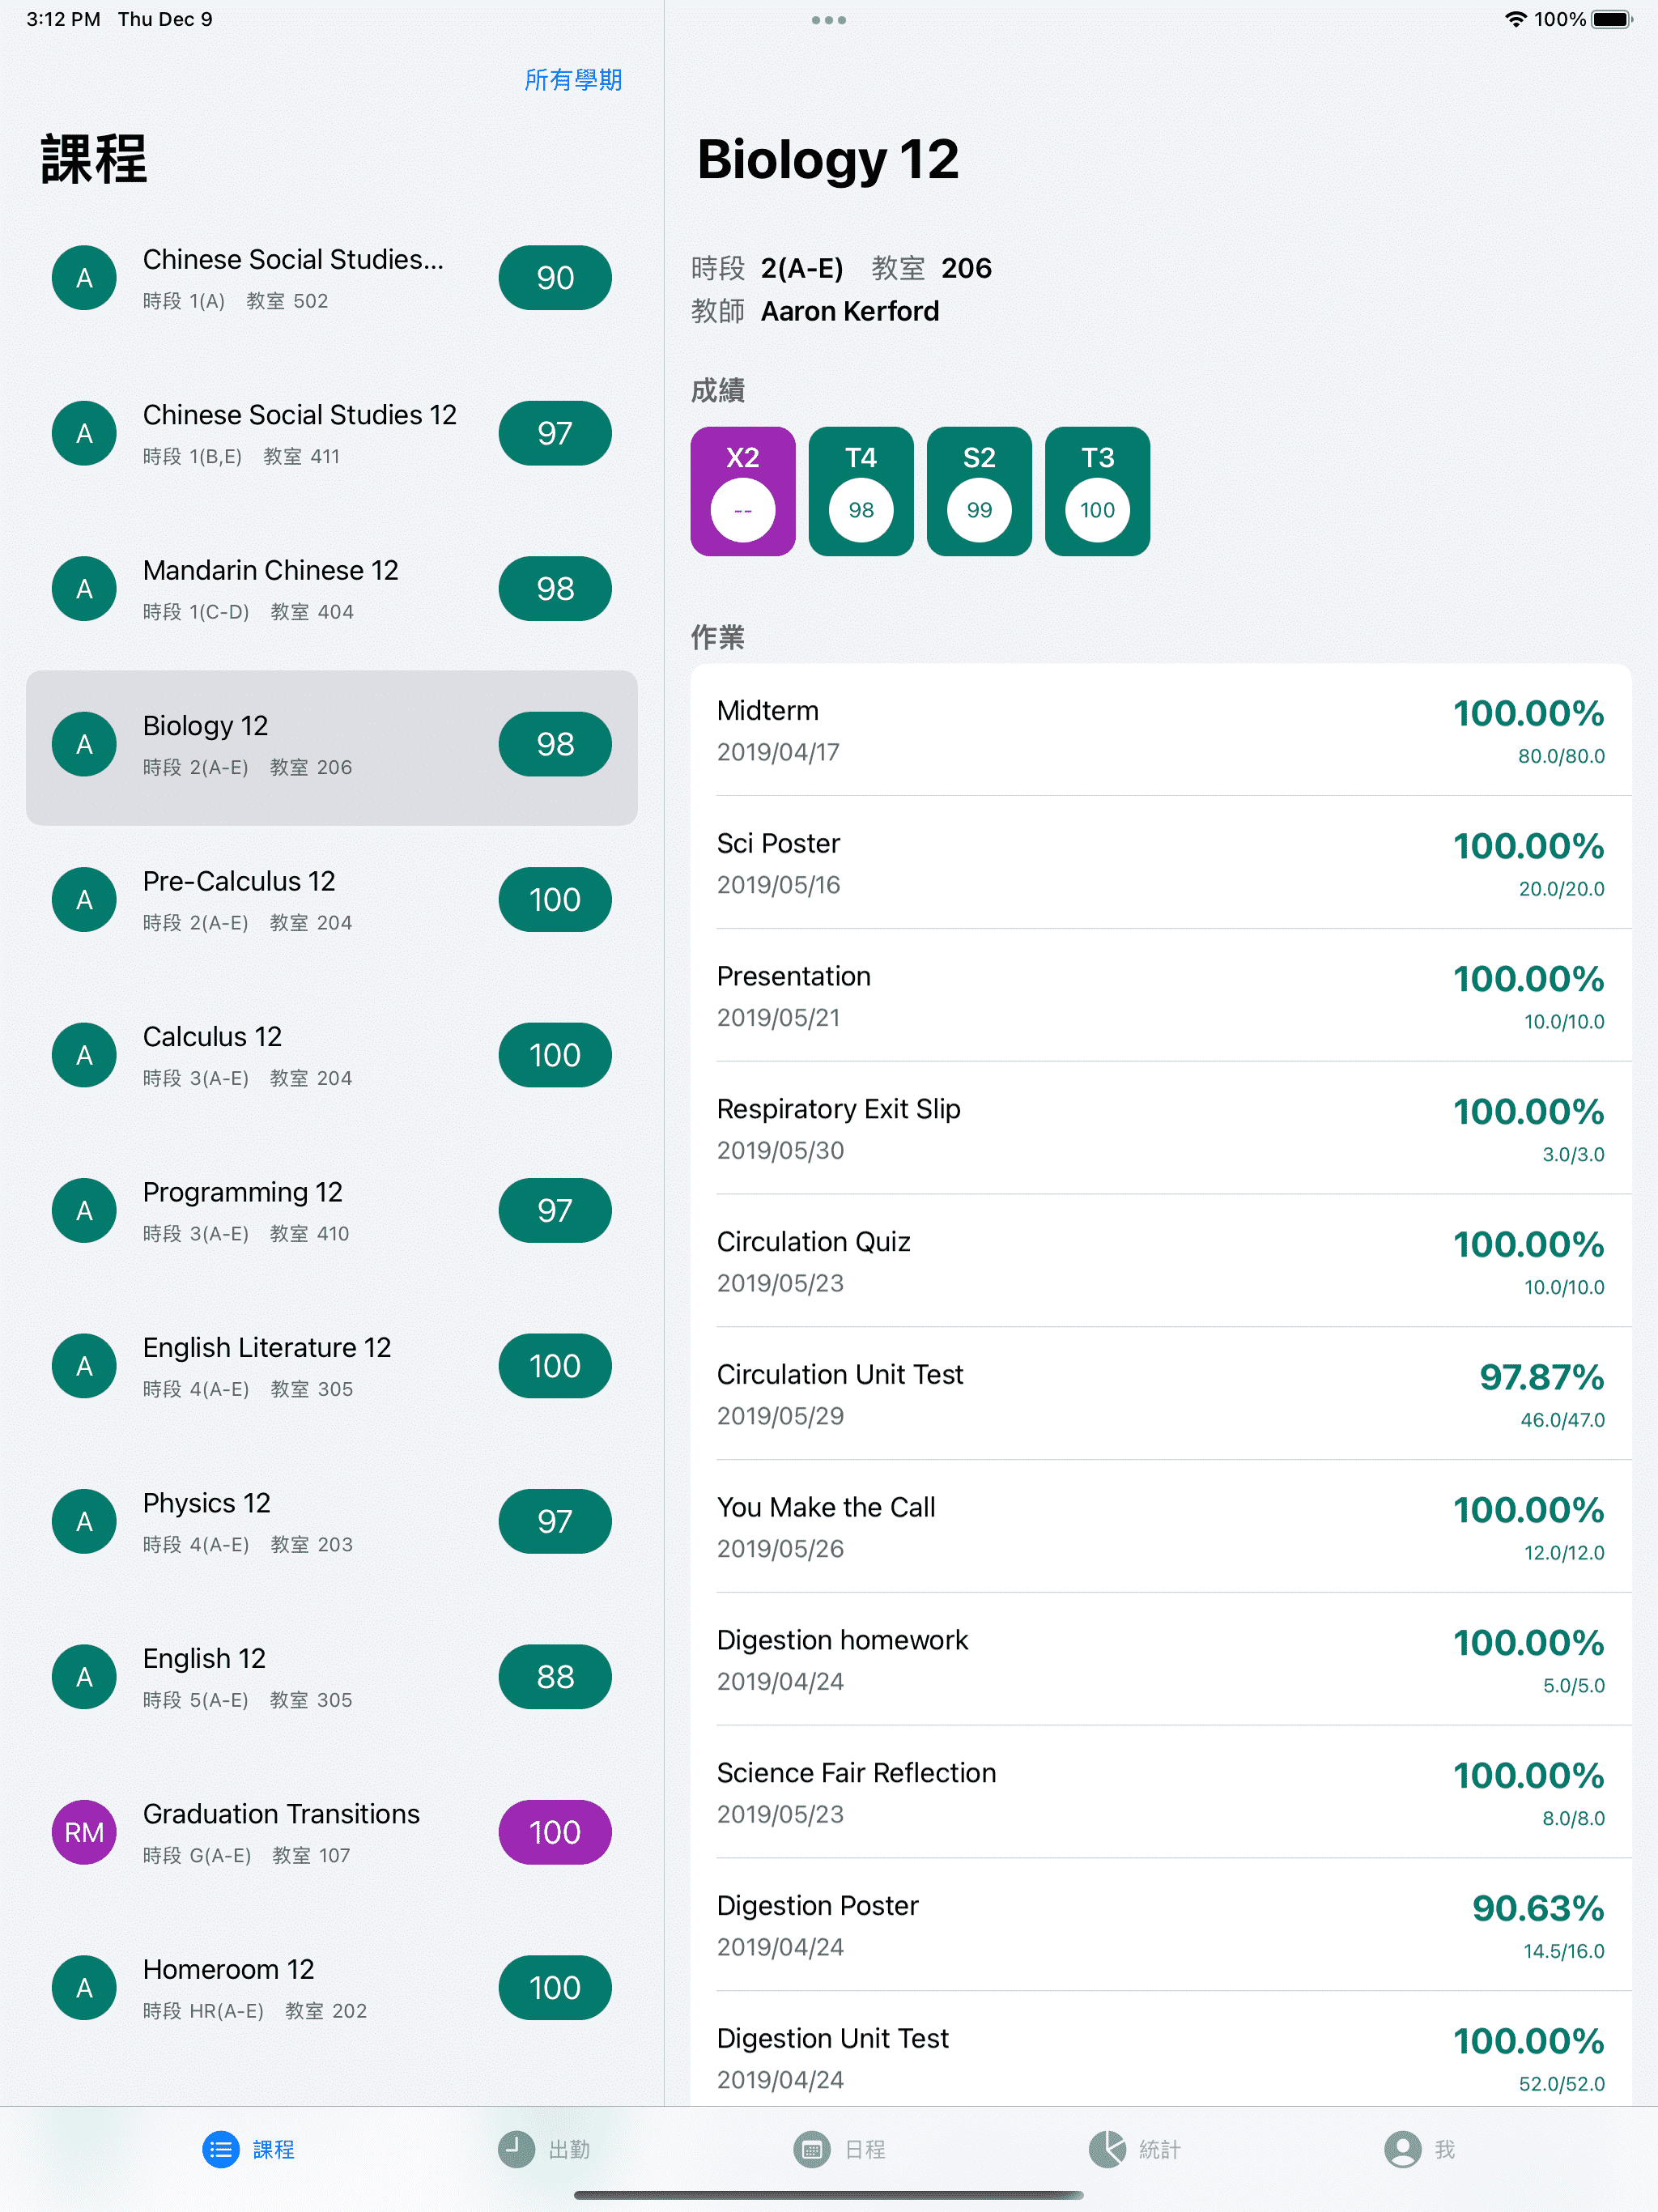 3:12 PM Thu Dec 9
100%
所有學期
課程
A Chinese Social Studies... 90
時段 1(A) 教室 502
A Chinese Social Studies 12 97
時段 1(B,E) 教室 411
A Mandarin Chinese 12 98
時段 1(C-D) 教室 404
A Biology 12 98
時段 2(A-E) 教室 206
A Pre-Calculus 12 100
時段 2(A-E) 教室 204
A Calculus 12 100
時段 3(A-E) 教室 204
A Programming 12 97
時段 3(A-E) 教室 410
A English Literature 12 100
時段 4(A-E) 教室 305
A Physics 12 97
時段 4(A-E) 教室 203
A English 12 88
時段 5(A-E) 教室 305
RM Graduation Transitions 100
時段 G(A-E) 教室 107
A Homeroom 12 100
時段 HR(A-E) 教室 202
Biology 12
時段 2(A-E) 教室 206
教師 Aaron Kerford
成績
X2 T4 S2 T3
-- 98 99 100
作業
Midterm 100.00%
2019/04/17 80.0/80.0
Sci Poster 100.00%
2019/05/16 20.0/20.0
Presentation 100.00%
2019/05/21 10.0/10.0
Respiratory Exit Slip 100.00%
2019/05/30 3.0/3.0
Circulation Quiz 100.00%
2019/05/23 10.0/10.0
Circulation Unit Test 97.87%
2019/05/29 46.0/47.0
You Make the Call 100.00%
2019/05/26 12.0/12.0
Digestion homework 100.00%
2019/04/24 5.0/5.0
Science Fair Reflection 100.00%
2019/05/23 8.0/8.0
Digestion Poster 90.63%
2019/04/24 14.5/16.0
Digestion Unit Test 100.00%
2019/04/24 52.0/52.0
課程 出勤 日程 統計 我